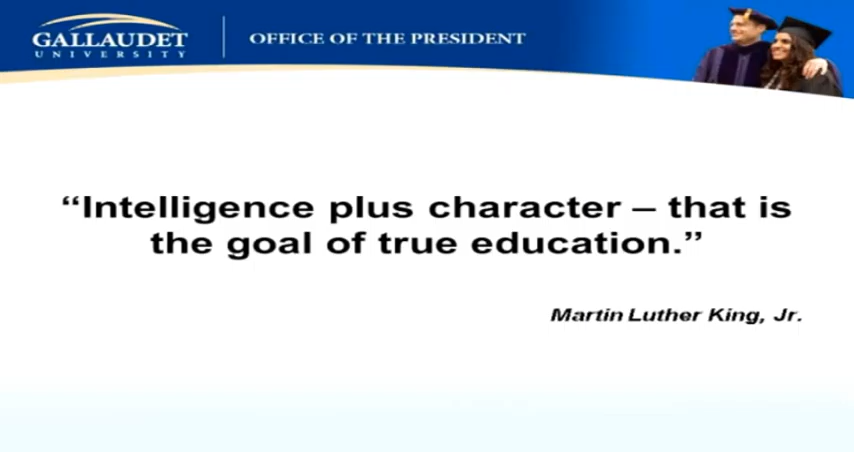 GALLAUDET
UNIVERSITY
OFFICE OF THE PRESIDENT
“Intelligence plus character – that is
the goal of true education.”
Martin Luther King, Jr.